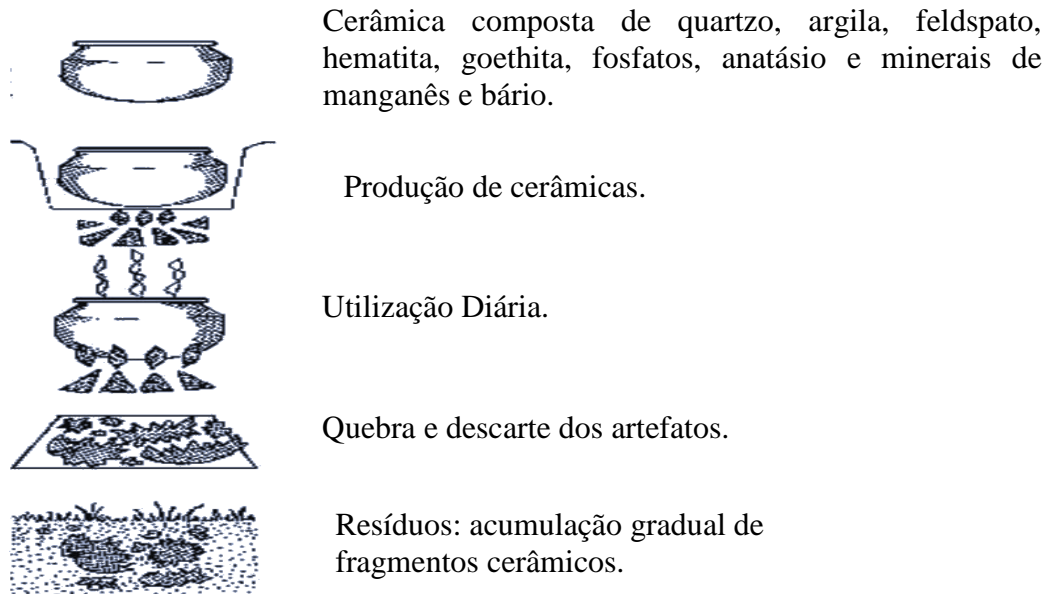 Cerâmica composta de quartzo, argila, feldspato,
hematita, goethita, fosfatos, anatásio e minerais de
manganês e bário.
Produção de cerâmicas.
Utilização Diária.
Quebra e descarte dos artefatos.
Resíduos: acumulação gradual de
fragmentos cerâmicos.